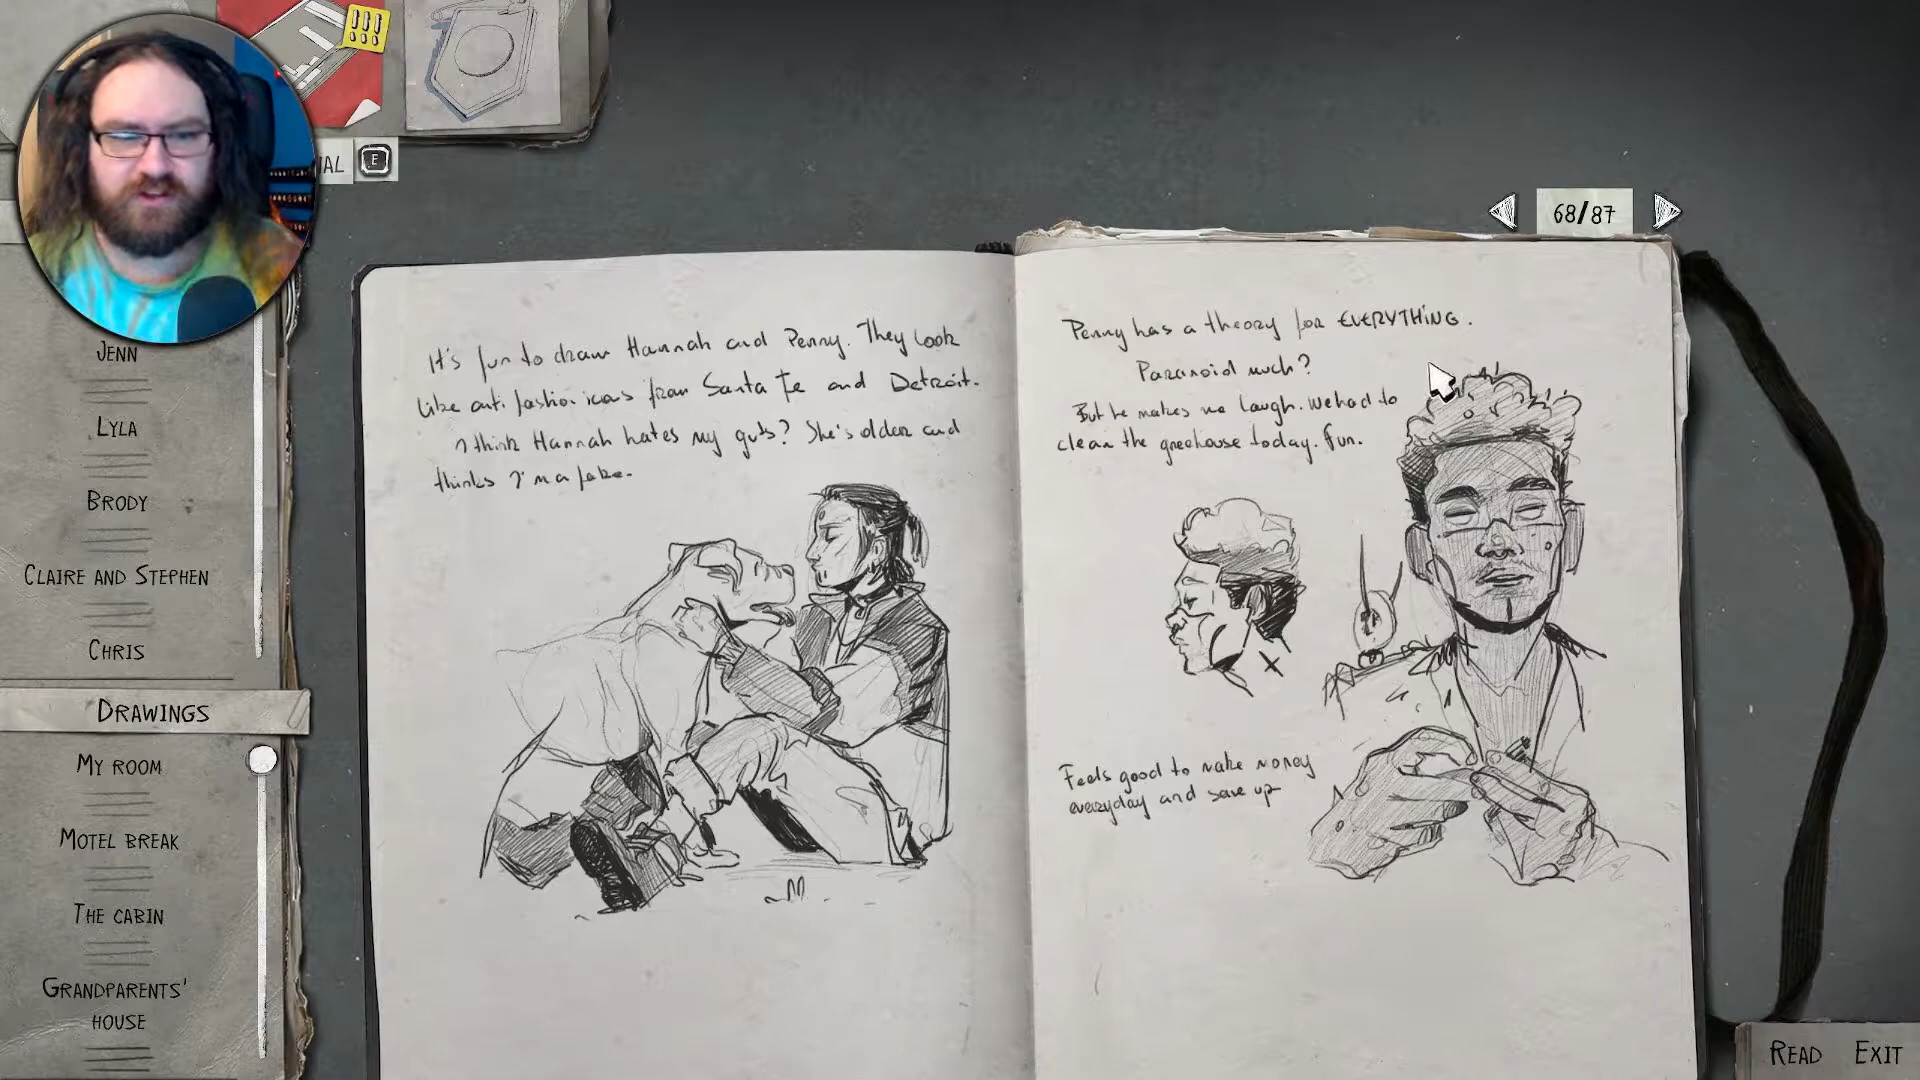 AL E
68/87
JENN
LYLA
BRODY
CLAIRE AND STEPHEN
CHRIS
DRAWINGS
MY ROOM
MOTEL BREAK
THE CABIN
GRANDPARENTS'
HOUSE
It's fun to draw Hannah and Penny. They look
like anti fashion icons from Santa Fe and Detroit.
I think Hannah hates my guts? She's older and
thinks I'm a fake.
Penny has a theory for EVERYTHING.
Paranoid much?
But he makes me laugh. We had to
clean the greehouse today. Fun.
Feels good to make money
everyday and save up
READ EXIT